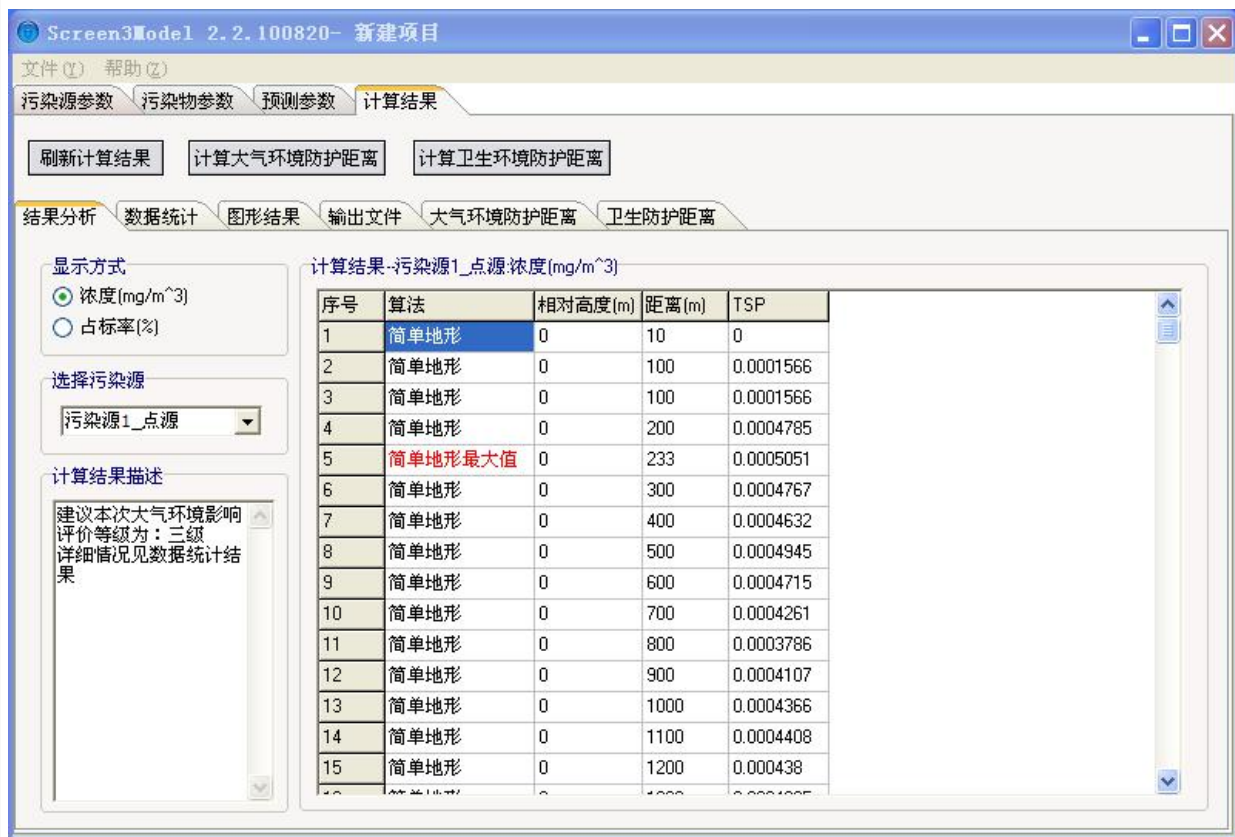 Screen3Model 2.2.100820- 新建项目
文件(Y) 帮助(Z)
污染源参数 污染物参数 预测参数 计算结果
刷新计算结果 计算大气环境防护距离 计算卫生环境防护距离
结果分析 数据统计 图形结果 输出文件 大气环境防护距离 卫生防护距离
显示方式
浓度(mg/m^3)
占标率(%)
选择污染源
污染源1_点源
计算结果描述
建议本次大气环境影响
评价等级为：三级
详细情况见数据统计结
果
计算结果-污染源1_点源:浓度(mg/m^3)
序号 算法 相对高度(m) 距离(m) TSP
1 简单地形 0 10 0
2 简单地形 0 100 0.0001566
3 简单地形 0 100 0.0001566
4 简单地形 0 200 0.0004785
5 简单地形最大值 0 233 0.0005051
6 简单地形 0 300 0.0004767
7 简单地形 0 400 0.0004632
8 简单地形 0 500 0.0004945
9 简单地形 0 600 0.0004715
10 简单地形 0 700 0.0004261
11 简单地形 0 800 0.0003786
12 简单地形 0 900 0.0004107
13 简单地形 0 1000 0.0004366
14 简单地形 0 1100 0.0004408
15 简单地形 0 1200 0.000438